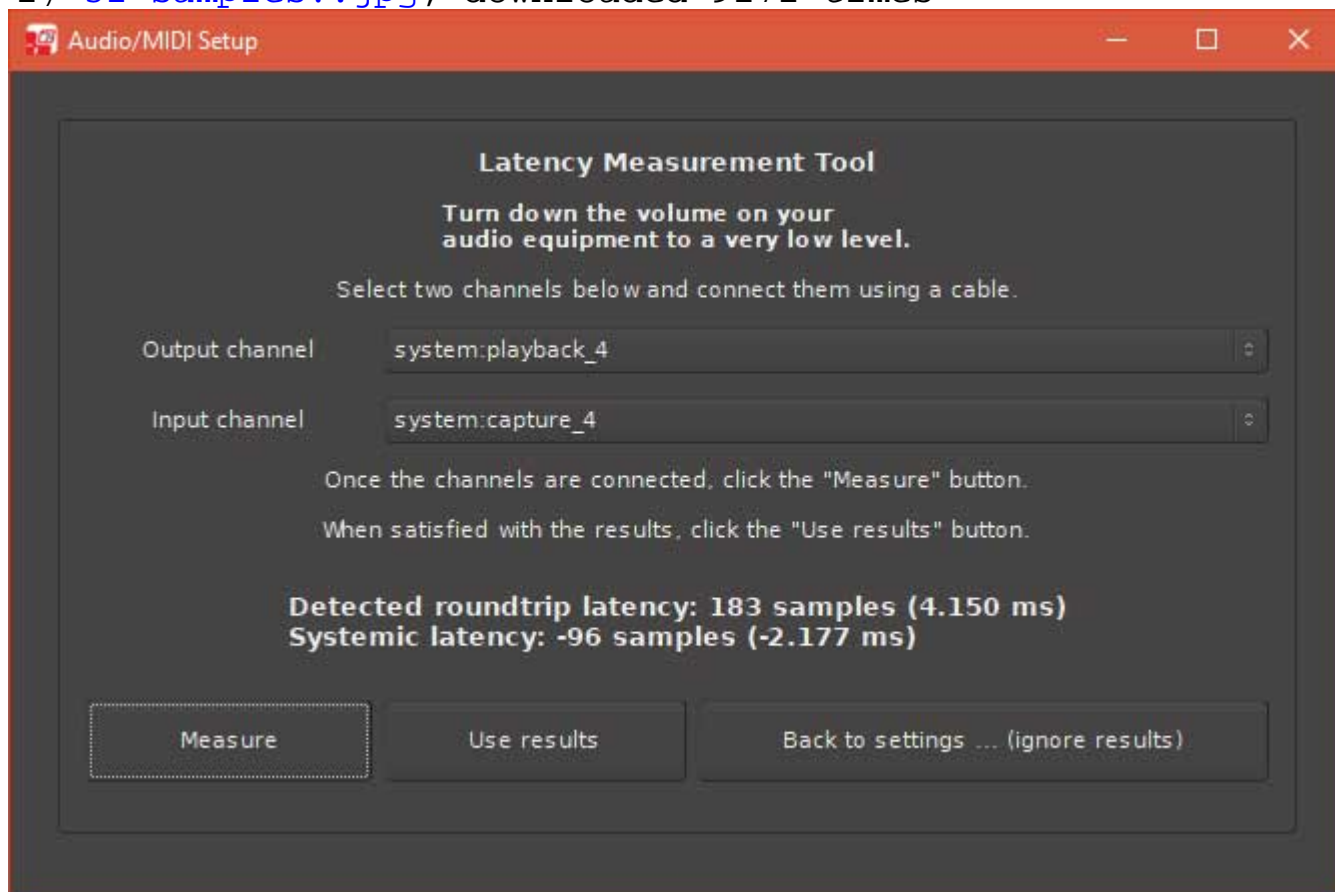 Audio/MIDI Setup
Latency Measurement Tool
Turn down the volume on your
audio equipment to a very low level.
Select two channels below and connect them using a cable.
Output channel system:playback_4
Input channel system:capture_4
Once the channels are connected, click the "Measure" button.
When satisfied with the results, click the "Use results" button.
Detected roundtrip latency: 183 samples (4.150 ms)
Systemic latency: -96 samples (-2.177 ms)
Measure Use results Back to settings ... (ignore results)